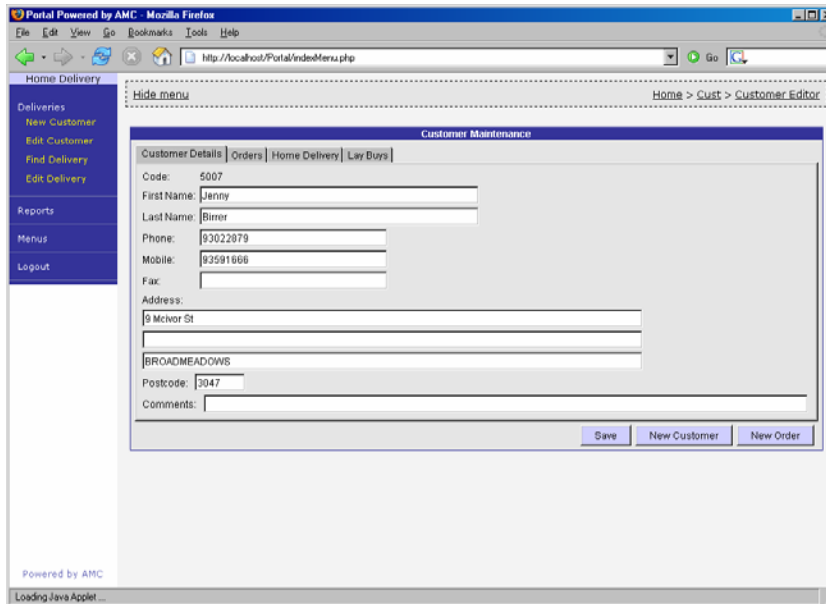 Portal Powered by AMC - Mozilla Firefox
File Edit View Go Bookmarks Tools Help
http://localhost/Portal/indexMenu.php
Go
Home Delivery
Hide menu
Home > Cust > Customer Editor
Deliveries
New Customer
Edit Customer
Find Delivery
Edit Delivery
Reports
Menus
Logout
Customer Maintenance
Customer Details Orders Home Delivery Lay Buys
Code: 5007
First Name: Jenny
Last Name: Birrer
Phone: 93022879
Mobile: 93591666
Fax:
Address:
9 McIvor St
BROADMEADOWS
Postcode: 3047
Comments:
Save New Customer New Order
Powered by AMC
Loading Java Applet ...